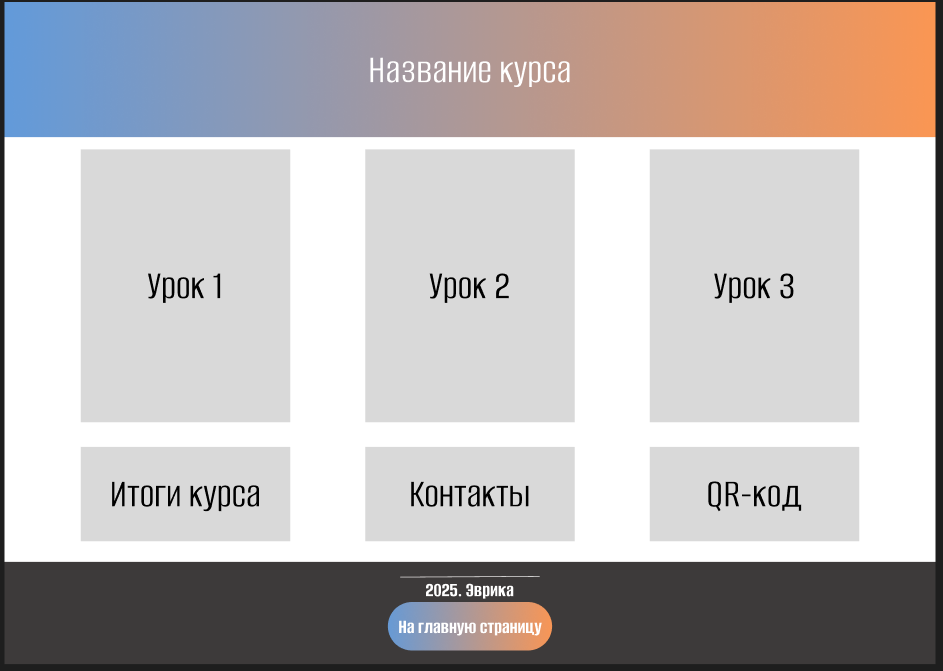 Название курса
Урок 1
Урок 2
Урок 3
Итоги курса
Контакты
QR-код
2025. Эврика
На главную страницу